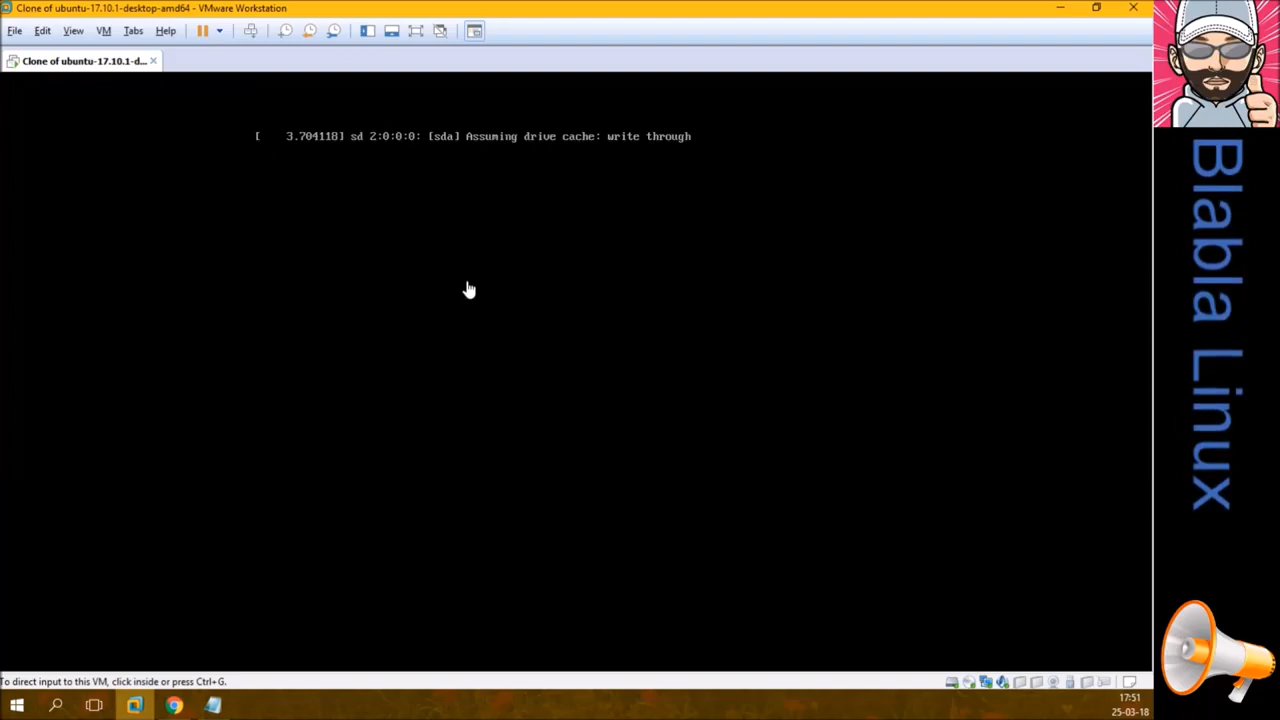 Clone of ubuntu-17.10.1-desktop-amd64 - VMware Workstation
File Edit View VM Tabs Help
Clone of ubuntu-17.10.1-d...
[ 3.704118] sd 2:0:0:0: [sda] Assuming drive cache: write through
Blabla Linux
To direct input to this VM, click inside or press Ctrl+G.
17:51
25-03-18